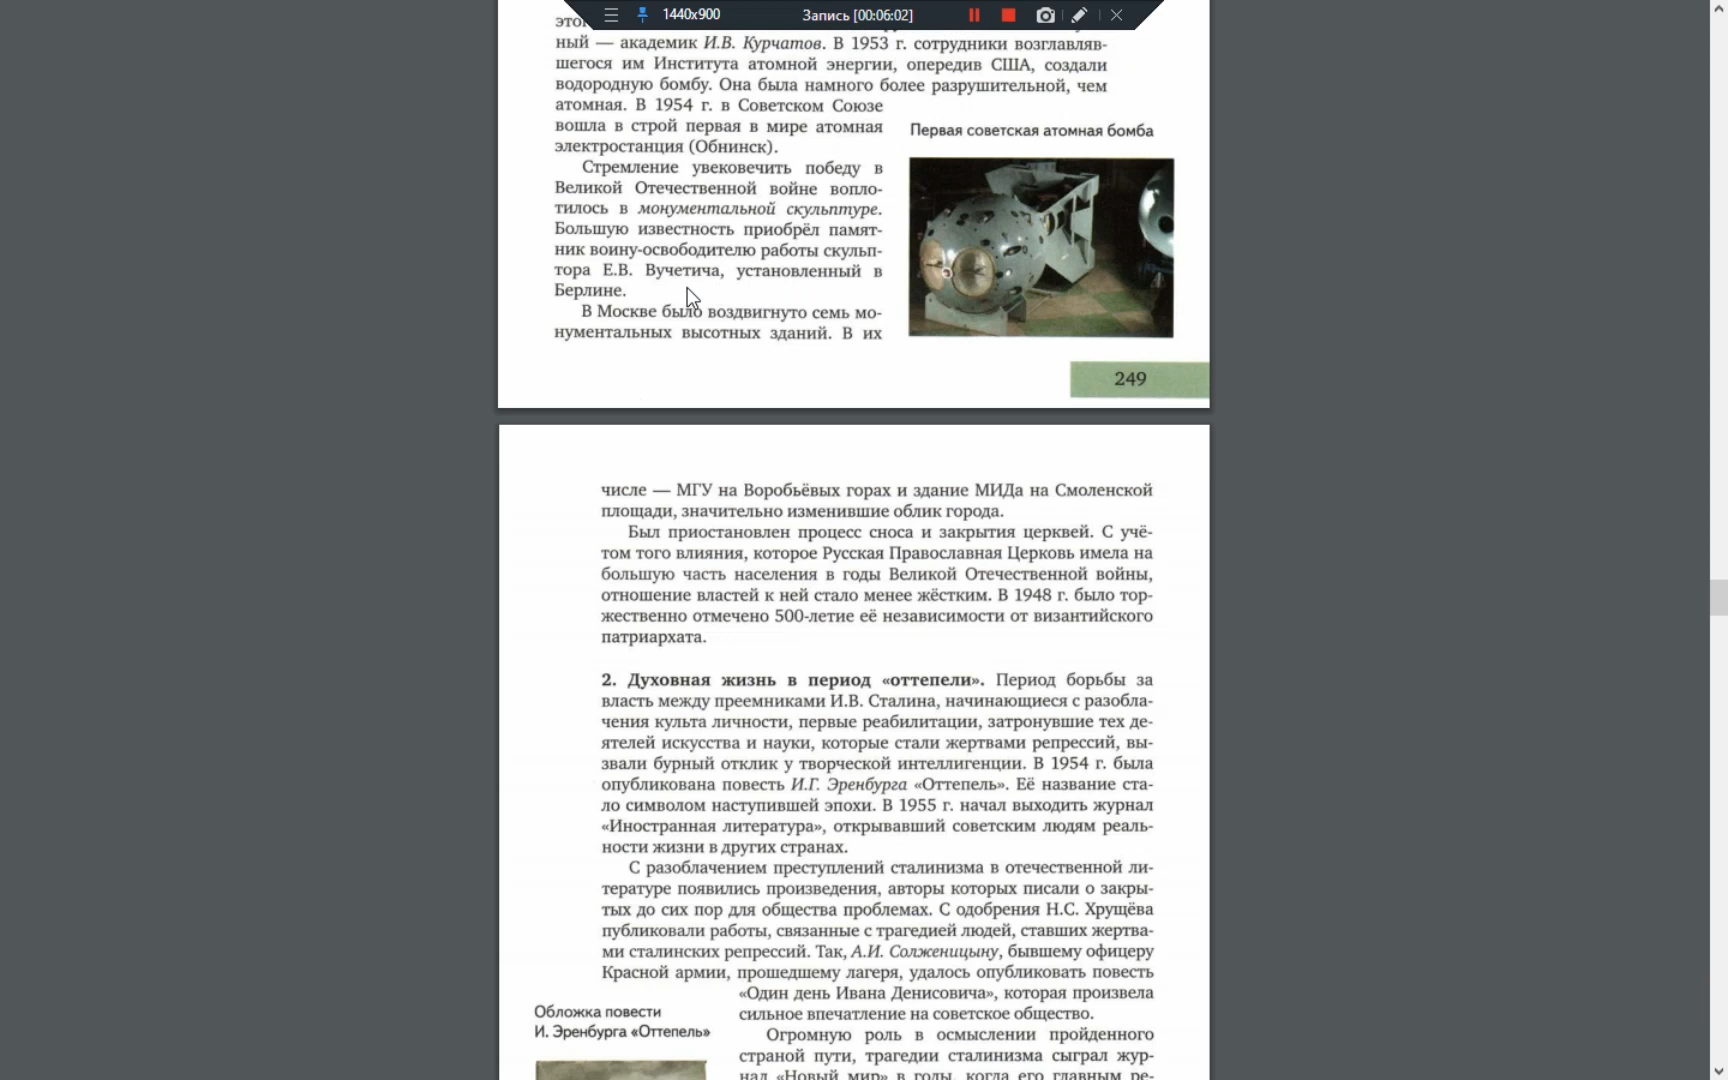 1440x900
Запись [00:06:02]
ный — академик И.В. Курчатов. В 1953 г. сотрудники возглавляв-
шегося им Института атомной энергии, опередив США, создали
водородную бомбу. Она была намного более разрушительной, чем
атомная. В 1954 г. в Советском Союзе
вошла в строй первая в мире атомная
электростанция (Обнинск).
Стремление увековечить победу в
Великой Отечественной войне вопло-
тилось в монументальной скульптуре.
Большую известность приобрёл памят-
ник воину-освободителю работы скульп-
тора Е.В. Вучетича, установленный в
Берлине.
В Москве было воздвигнуто семь мо-
нументальных высотных зданий. В их
Первая советская атомная бомба
249
числе — МГУ на Воробьёвых горах и здание МИДа на Смоленской
площади, значительно изменившие облик города.
Был приостановлен процесс сноса и закрытия церквей. С учё-
том того влияния, которое Русская Православная Церковь имела на
большую часть населения в годы Великой Отечественной войны,
отношение властей к ней стало менее жёстким. В 1948 г. было тор-
жественно отмечено 500-летие её независимости от византийского
патриархата.
2. Духовная жизнь в период «оттепели». Период борьбы за
власть между преемниками И.В. Сталина, начинающиеся с разобла-
чения культа личности, первые реабилитации, затронувшие тех де-
ятелей искусства и науки, которые стали жертвами репрессий, вы-
звали бурный отклик у творческой интеллигенции. В 1954 г. была
опубликована повесть И.Г. Эренбурга «Оттепель». Её название ста-
ло символом наступившей эпохи. В 1955 г. начал выходить журнал
«Иностранная литература», открывавший советским людям реаль-
ности жизни в других странах.
С разоблачением преступлений сталинизма в отечественной ли-
тературе появились произведения, авторы которых писали о закры-
тых до сих пор для общества проблемах. С одобрения Н.С. Хрущёва
публиковали работы, связанные с трагедией людей, ставших жертва-
ми сталинских репрессий. Так, А.И. Солженицыну, бывшему офицеру
Красной армии, прошедшему лагеря, удалось опубликовать повесть
«Один день Ивана Денисовича», которая произвела
сильное впечатление на советское общество.
Огромную роль в осмыслении пройденного
страной пути, трагедии сталинизма сыграл жур-
нал «Новый мир» в годы, когда его главным ре-
Обложка повести
И. Эренбурга «Оттепель»